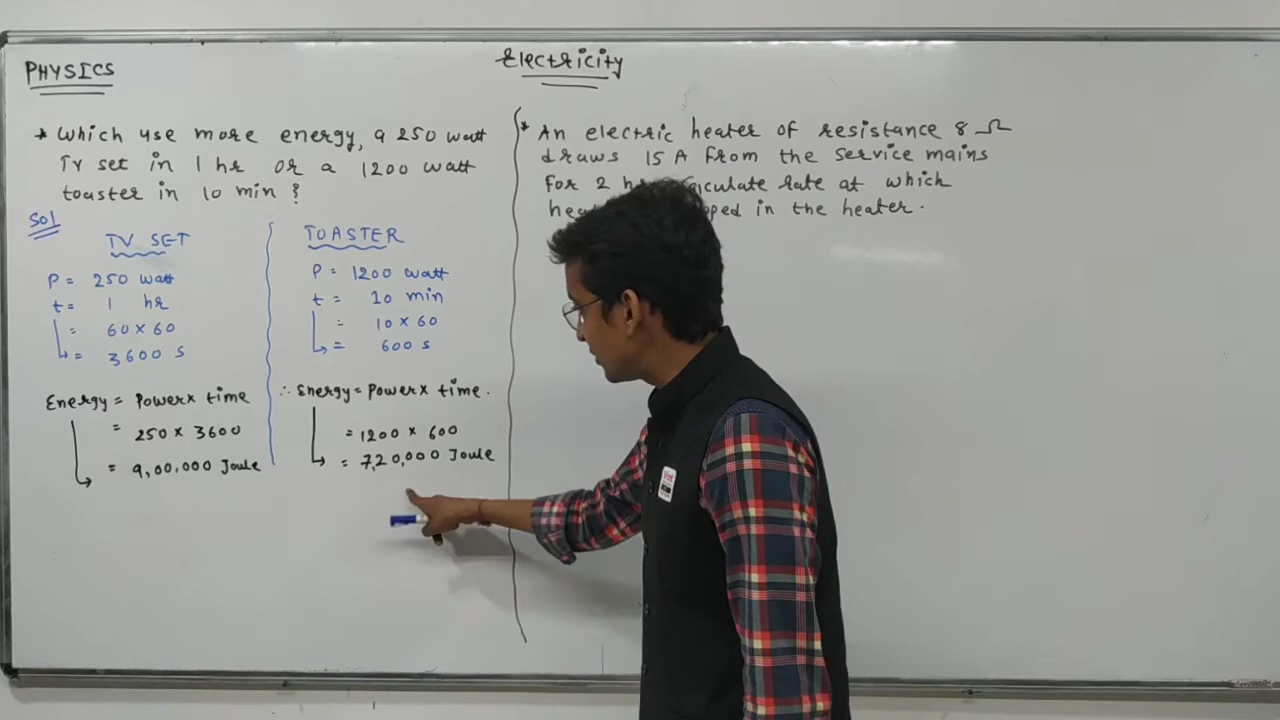 PHYSICS
Electricity
* Which use more energy, a 250 watt
TV set in 1 hr or a 1200 watt
toaster in 10 min ?
Sol
TV SET
P = 250 watt
t = 1 hr
= 60 × 60
= 3600 s
Energy = Power × time
= 250 × 3600
= 9,00,000 Joule
TOASTER
P = 1200 watt
t = 10 min
= 10 × 60
= 600 s
∴ Energy = Power × time.
= 1200 × 600
= 7,20,000 Joule
* An electric heater of resistance 8 Ω
draws 15 A from the service mains
for 2 rate at which
in the heater.